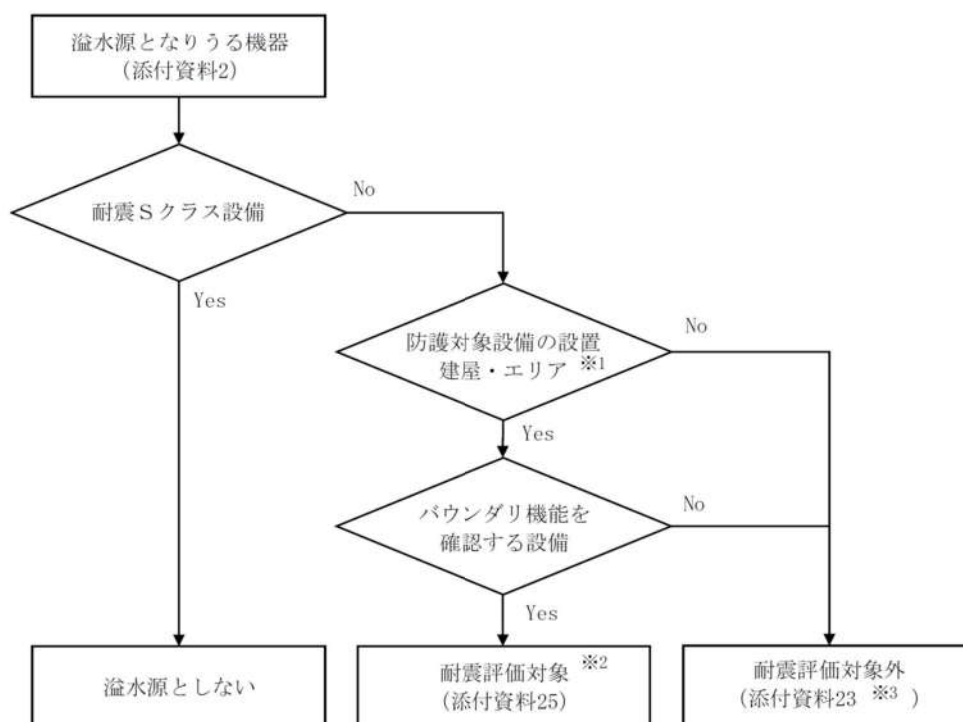 溢水源となりうる機器
(添付資料2)
耐震Sクラス設備
No
Yes
防護対象設備の設置
建屋・エリア ※1
No
Yes
バウンダリ機能を
確認する設備
No
Yes
溢水源としない
耐震評価対象 ※2
(添付資料25)
耐震評価対象外
(添付資料23 ※3 )